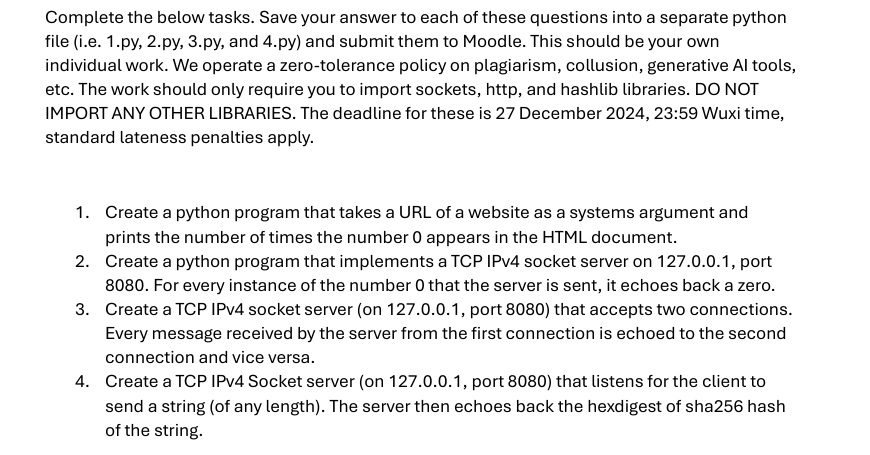 Complete the below tasks. Save your answer to each of these questions into a separate python
file (i.e. 1.py, 2.py, 3.py, and 4.py) and submit them to Moodle. This should be your own
individual work. We operate a zero-tolerance policy on plagiarism, collusion, generative AI tools,
etc. The work should only require you to import sockets, http, and hashlib libraries. DO NOT
IMPORT ANY OTHER LIBRARIES. The deadline for these is 27 December 2024, 23:59 Wuxi time,
standard lateness penalties apply.
1. Create a python program that takes a URL of a website as a systems argument and
prints the number of times the number 0 appears in the HTML document.
2. Create a python program that implements a TCP IPv4 socket server on 127.0.0.1, port
8080. For every instance of the number 0 that the server is sent, it echoes back a zero.
3. Create a TCP IPv4 socket server (on 127.0.0.1, port 8080) that accepts two connections.
Every message received by the server from the first connection is echoed to the second
connection and vice versa.
4. Create a TCP IPv4 Socket server (on 127.0.0.1, port 8080) that listens for the client to
send a string (of any length). The server then echoes back the hexdigest of sha256 hash
of the string.